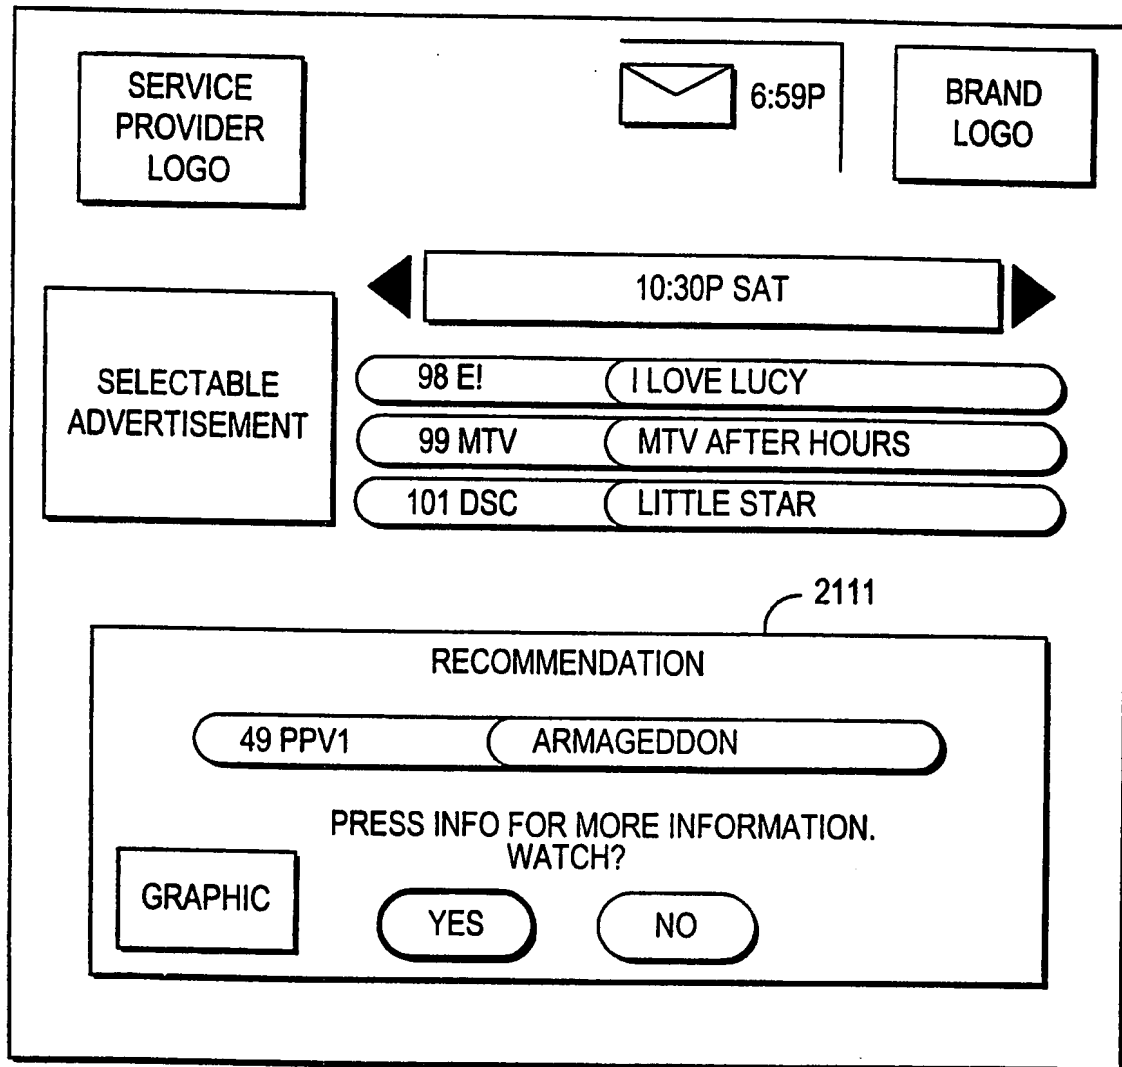 SERVICE
PROVIDER
LOGO
6:59P
BRAND
LOGO
10:30P SAT
SELECTABLE
ADVERTISEMENT
98 E! I LOVE LUCY
99 MTV MTV AFTER HOURS
101 DSC LITTLE STAR
2111
RECOMMENDATION
49 PPV1 ARMAGEDDON
PRESS INFO FOR MORE INFORMATION.
WATCH?
GRAPHIC
YES NO